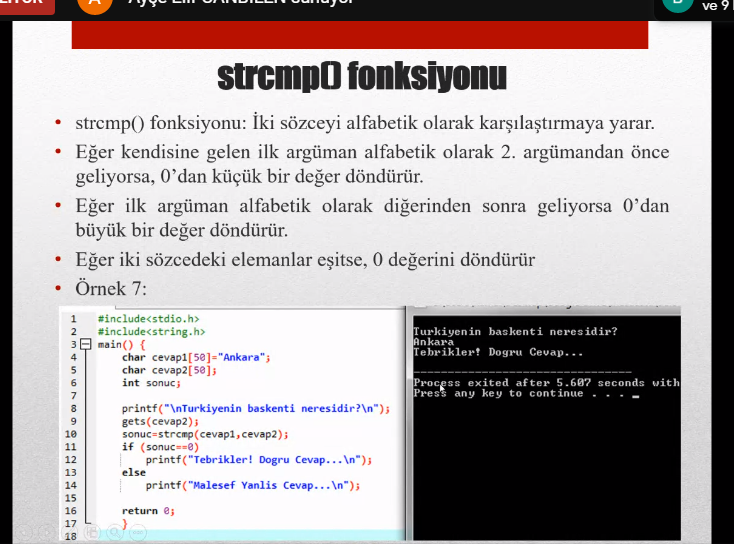 ve 9
strcmp() fonksiyonu
• strcmp() fonksiyonu: İki sözceyi alfabetik olarak karşılaştırmaya yarar.
• Eğer kendisine gelen ilk argüman alfabetik olarak 2. argümandan önce
geliyorsa, 0’dan küçük bir değer döndürür.
• Eğer ilk argüman alfabetik olarak diğerinden sonra geliyorsa 0’dan
büyük bir değer döndürür.
• Eğer iki sözcedeki elemanlar eşitse, 0 değerini döndürür
• Örnek 7:
1 #include<stdio.h>
2 #include<string.h>
3 main() {
4 char cevap1[50]="Ankara";
5 char cevap2[50];
6 int sonuc;
7
8 printf("\nTurkiyenin baskenti neresidir?\n");
9 gets(cevap2);
10 sonuc=strcmp(cevap1,cevap2);
11 if (sonuc==0)
12 printf("Tebrikler! Dogru Cevap...\n");
13 else
14 printf("Malesef Yanlis Cevap...\n");
15
16 return 0;
17 }
18
Turkiyenin baskenti neresidir?
Ankara
Tebrikler! Dogru Cevap...
--------------------------------
Process exited after 5.607 seconds with
Press any key to continue . . . _